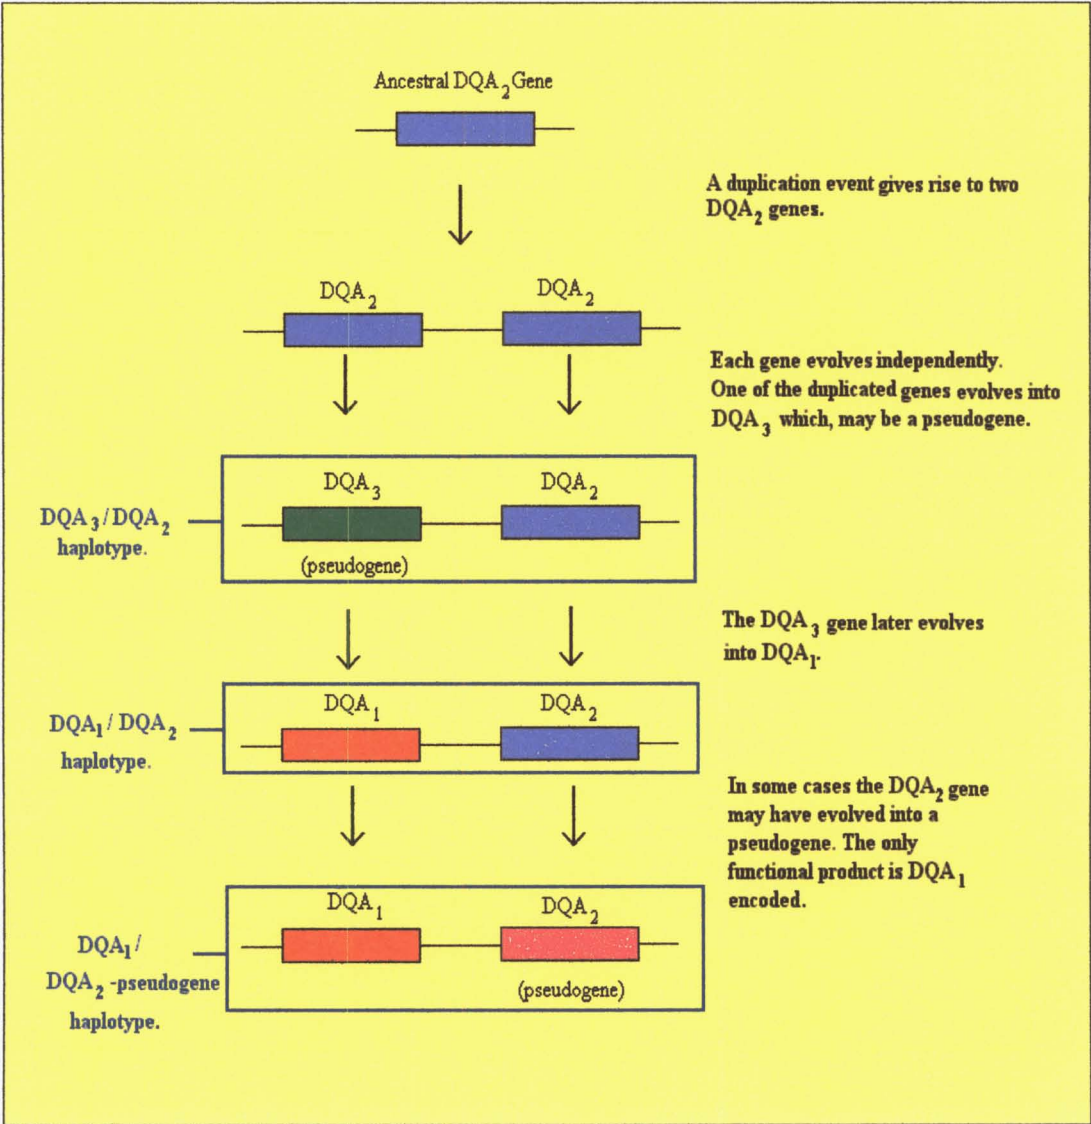 Ancestral DQA₂ Gene
A duplication event gives rise to two
DQA₂ genes.
DQA₂
DQA₂
Each gene evolves independently.
One of the duplicated genes evolves into
DQA₃ which, may be a pseudogene.
DQA₃
DQA₂
DQA₃/DQA₂
haplotype.
(pseudogene)
The DQA₃ gene later evolves
into DQA₁.
DQA₁
DQA₂
DQA₁/DQA₂
haplotype.
In some cases the DQA₂ gene
may have evolved into a
pseudogene. The only
functional product is DQA₁
encoded.
DQA₁
DQA₂
DQA₁/
DQA₂-pseudogene
haplotype.
(pseudogene)